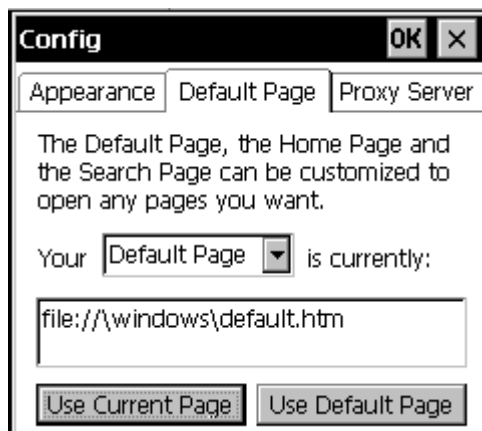 Config OK ×
Appearance Default Page Proxy Server
The Default Page, the Home Page and
the Search Page can be customized to
open any pages you want.
Your Default Page is currently:
file://\windows\default.htm
Use Current Page Use Default Page